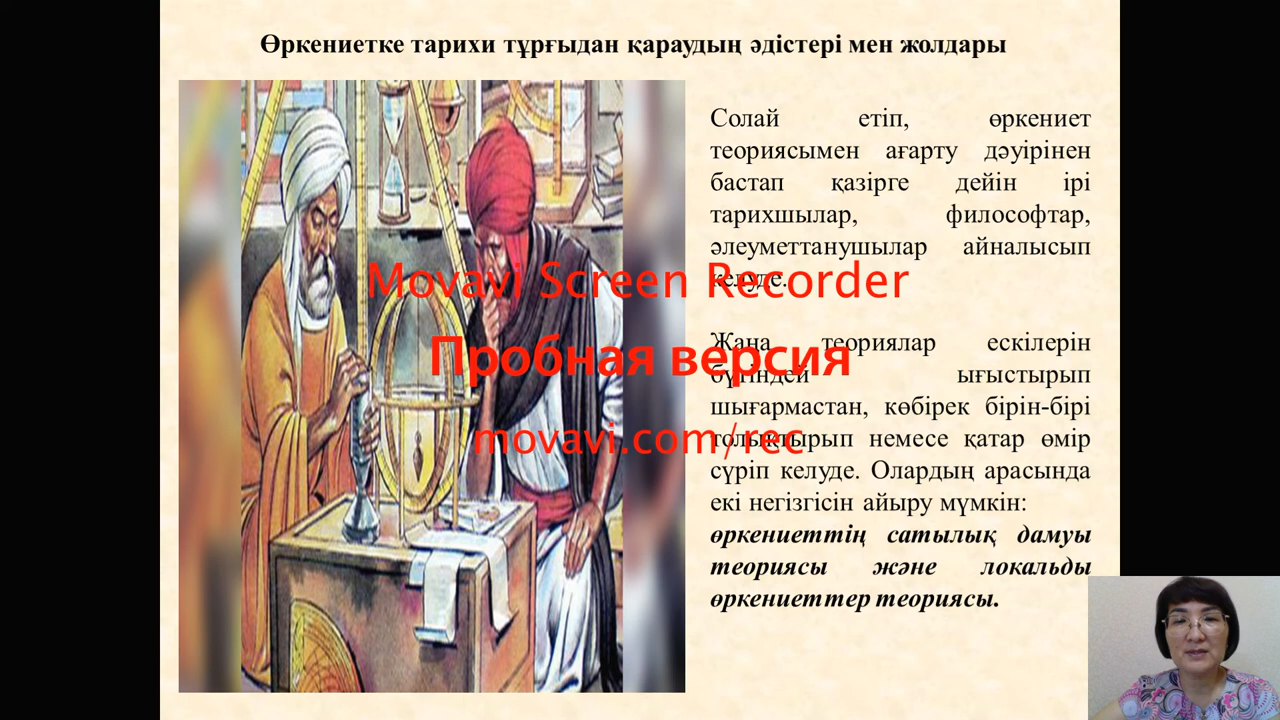 Өркениетке тарихи тұрғыдан қараудың әдістері мен жолдары
Солай етіп, өркениет
теориясымен ағарту дәуірінен
бастап қазірге дейін ірі
тарихшылар, философтар,
әлеуметтанушылар айналысып
келуде.
Жаңа теориялар ескілерін
бүтіндей ығыстырып
шығармастан, көбірек бірін-бірі
толықтырып немесе қатар өмір
сүріп келуде. Олардың арасында
екі негізгісін айыру мүмкін:
өркениеттің сатылық дамуы
теориясы және локальды
өркениеттер теориясы.
Movavi Screen Recorder
Пробная версия
movavi.com/rec